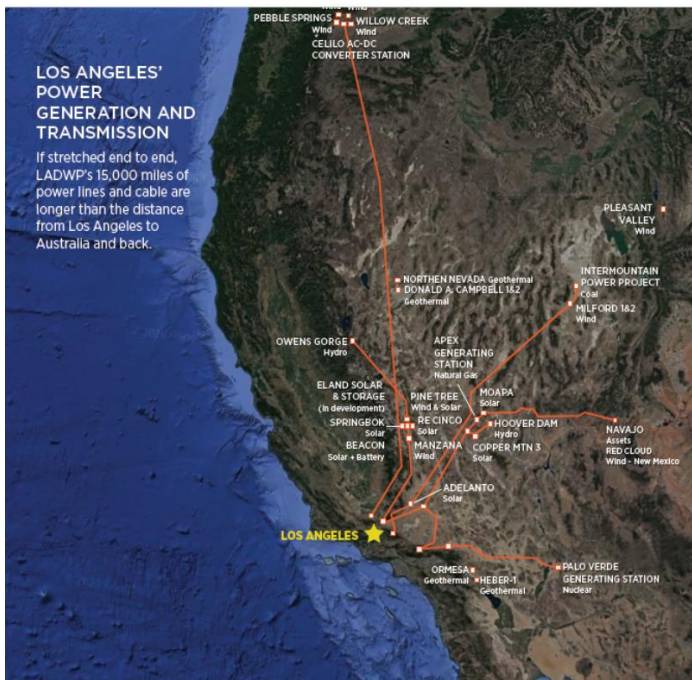 Wind Wind
PEBBLE SPRINGS
Wind
WILLOW CREEK
Wind
CELILO AC-DC
CONVERTER STATION
LOS ANGELES’
POWER
GENERATION AND
TRANSMISSION
If stretched end to end,
LADWP’s 15,000 miles of
power lines and cable are
longer than the distance
from Los Angeles to
Australia and back.
PLEASANT
VALLEY
Wind
NORTHEN NEVADA Geothermal
DONALD A. CAMPBELL 1&2
Geothermal
INTERMOUNTAIN
POWER PROJECT
Coal
MILFORD 1&2
Wind
OWENS GORGE
Hydro
APEX
GENERATING
STATION
Natural Gas
ELAND SOLAR
& STORAGE
(in development)
PINE TREE
Wind & Solar
MOAPA
Solar
SPRINGBOK
Solar
RE CINCO
Solar
HOOVER DAM
Hydro
NAVAJO
Assets
RED CLOUD
Wind - New Mexico
BEACON
Solar + Battery
MANZANA
Wind
COPPER MTN 3
Solar
ADELANTO
Solar
LOS ANGELES
ORMESA
Geothermal
HEBER-1
Geothermal
PALO VERDE
GENERATING STATION
Nuclear